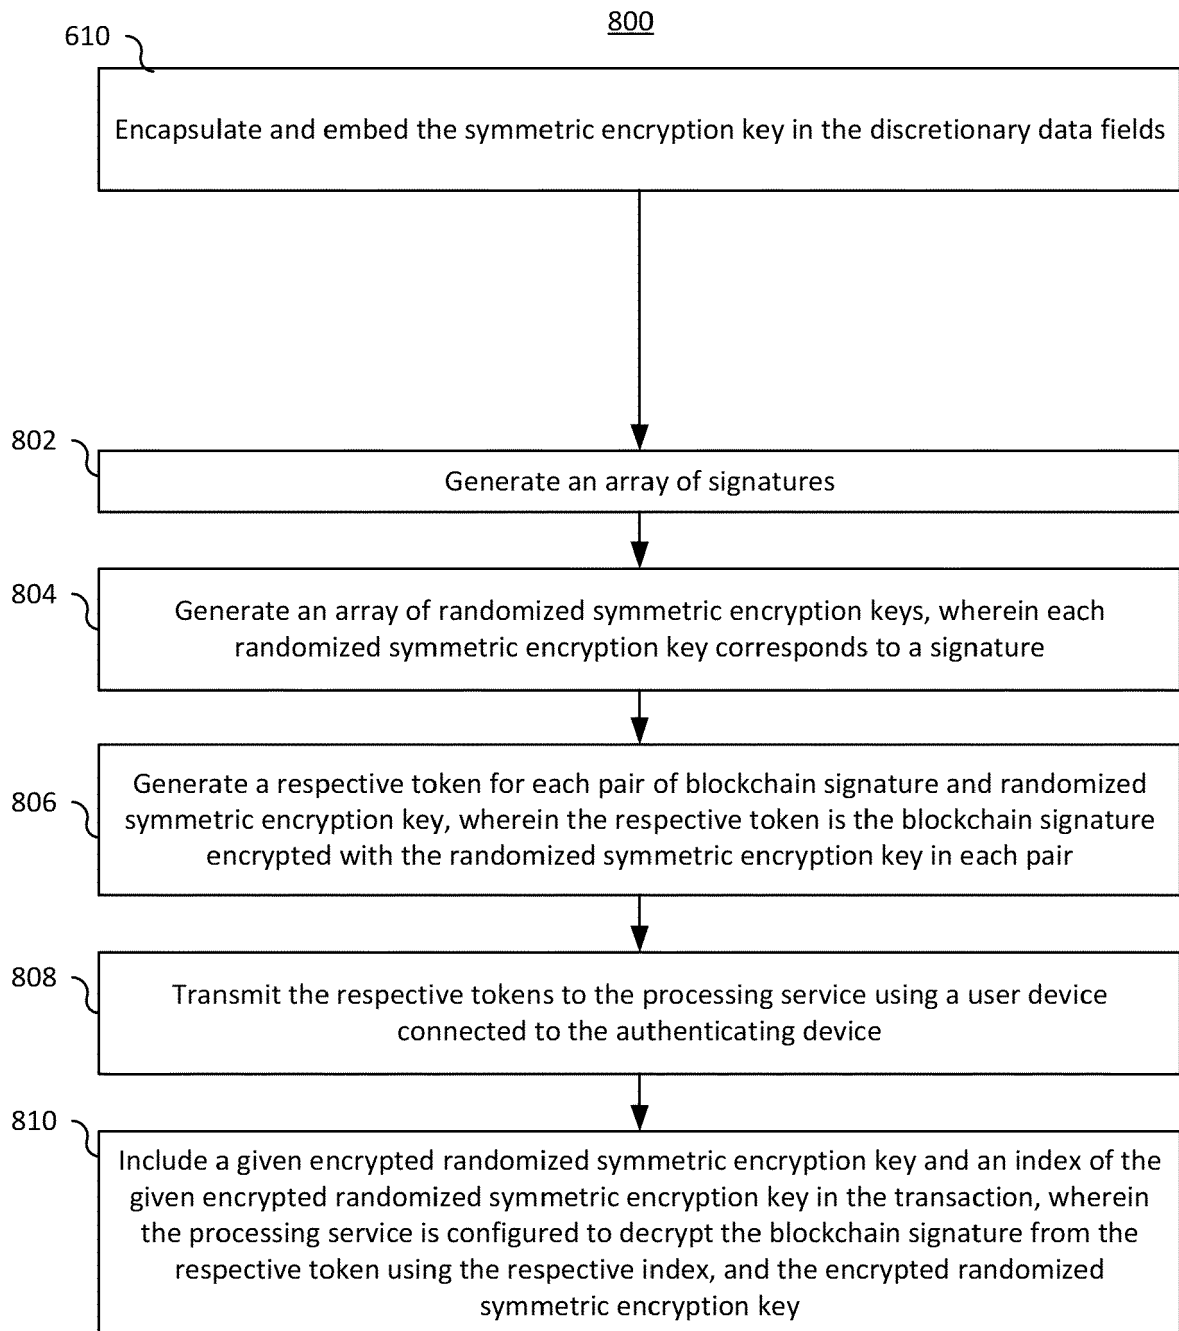 800
610
Encapsulate and embed the symmetric encryption key in the discretionary data fields
802
Generate an array of signatures
804
Generate an array of randomized symmetric encryption keys, wherein each
randomized symmetric encryption key corresponds to a signature
806
Generate a respective token for each pair of blockchain signature and randomized
symmetric encryption key, wherein the respective token is the blockchain signature
encrypted with the randomized symmetric encryption key in each pair
808
Transmit the respective tokens to the processing service using a user device
connected to the authenticating device
810
Include a given encrypted randomized symmetric encryption key and an index of the
given encrypted randomized symmetric encryption key in the transaction, wherein
the processing service is configured to decrypt the blockchain signature from the
respective token using the respective index, and the encrypted randomized
symmetric encryption key